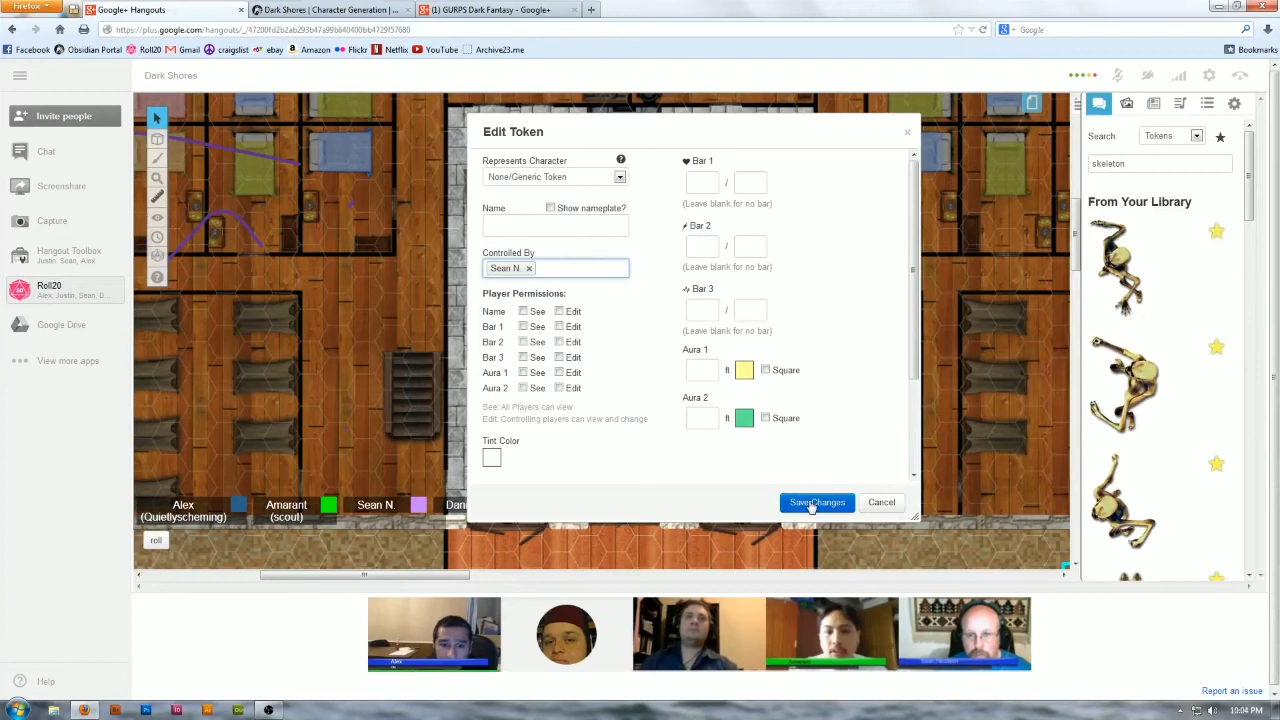 Firefox
Google+ Hangouts
Dark Shores | Character Generation | ...
(1) GURPS Dark Fantasy - Google+
https://plus.google.com/hangouts/_/47200fd2b2ab293b47a99b640400bb4729f57680
Google
Facebook
Obsidian Portal
Roll20
Gmail
craigslist
ebay
Amazon
Flickr
Netflix
YouTube
Archive23.me
Bookmarks
Dark Shores
Invite people
Chat
Screenshare
Capture
Hangout Toolbox
Justin, Sean, Alex
Roll20
Alex, Justin, Sean, D...
Google Drive
View more apps
Help
Edit Token
Represents Character
None/Generic Token
Name
Show nameplate?
Controlled By
Sean N.
Player Permissions:
Name See Edit
Bar 1 See Edit
Bar 2 See Edit
Bar 3 See Edit
Aura 1 See Edit
Aura 2 See Edit
See: All Players can view
Edit: Controlling players can view and change
Tint Color
Bar 1
/
(Leave blank for no bar)
Bar 2
/
(Leave blank for no bar)
Bar 3
/
(Leave blank for no bar)
Aura 1
ft. Square
Aura 2
ft. Square
Save Changes
Cancel
Search:
Tokens
skeleton
From Your Library
Alex
(Quietlyscheming)
Amarant
(scout)
Sean N.
Dani
roll
Alex
Amarant
Report an issue
10:04 PM